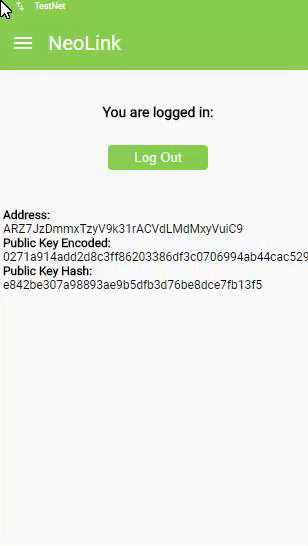 TestNet
NeoLink
You are logged in:
Log Out
Address:
ARZ7JzDmmxTzyV9k31rACVdLMdMxyVuiC9
Public Key Encoded:
0271a914add2d8c3ff86203386df3c0706994ab44cac529
Public Key Hash:
e842be307a98893ae9b5dfb3d76be8dce7fb13f5